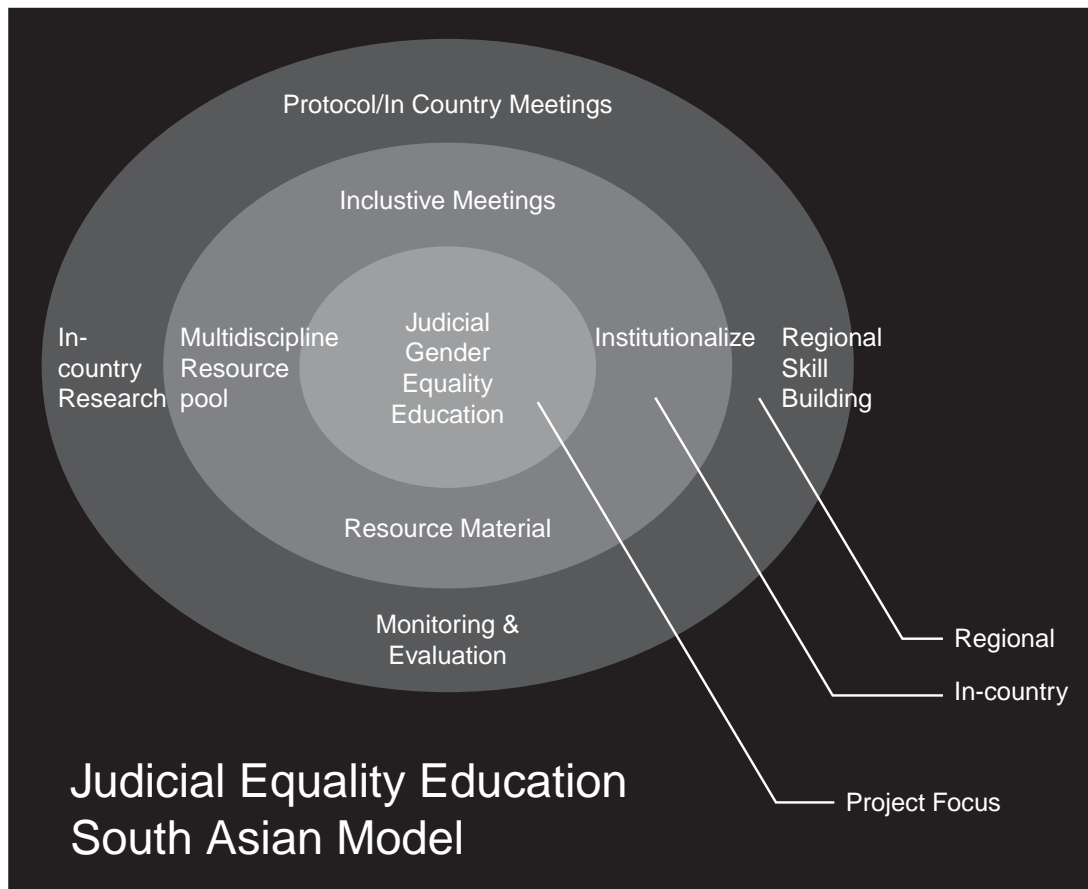 Protocol/In Country Meetings
Inclustive Meetings
In-
country
Research
Multidiscipline
Resource
pool
Judicial
Gender
Equality
Education
Institutionalize
Regional
Skill
Building
Resource Material
Monitoring &
Evaluation
Regional
In-country
Project Focus
Judicial Equality Education
South Asian Model